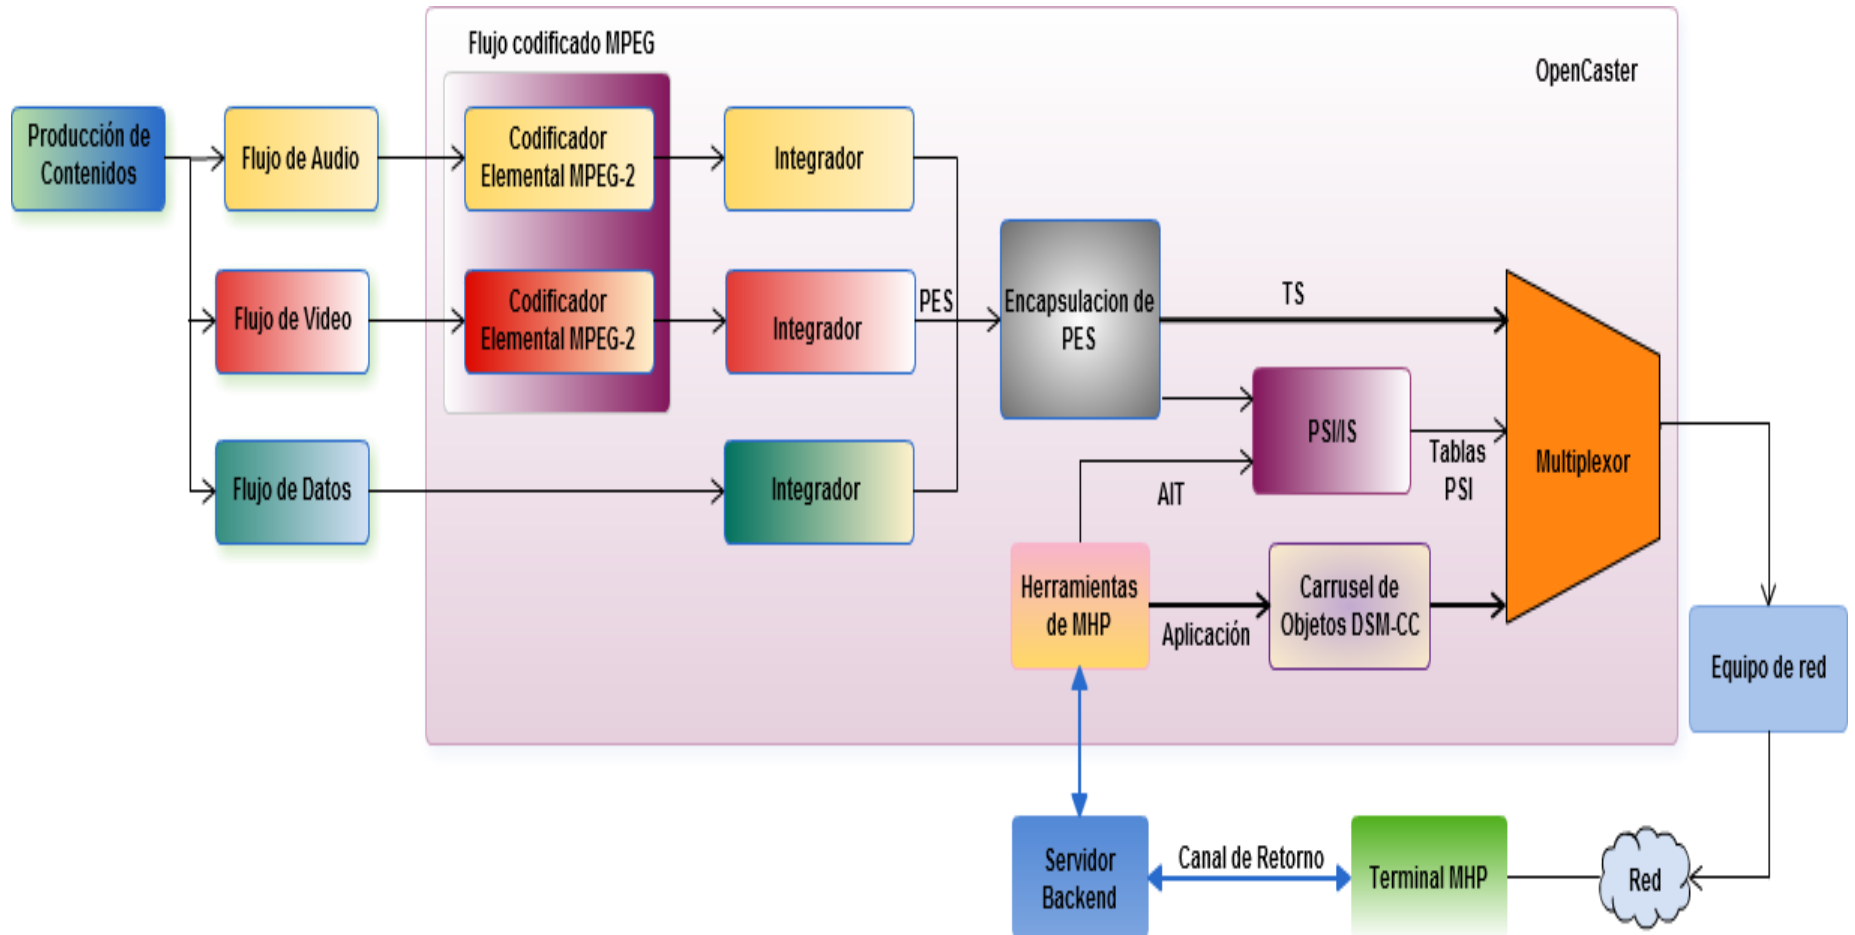 Flujo codificado MPEG
OpenCaster
Producción de
Contenidos
Flujo de Audio
Codificador
Elemental MPEG-2
Integrador
Flujo de Video
Codificador
Elemental MPEG-2
Integrador
PES
Encapsulacion de
PES
TS
Flujo de Datos
Integrador
PSI/IS
AIT
Tablas
PSI
Multiplexor
Herramientas
de MHP
Aplicación
Carrusel de
Objetos DSM-CC
Equipo de red
Servidor
Backend
Canal de Retorno
Terminal MHP
Red